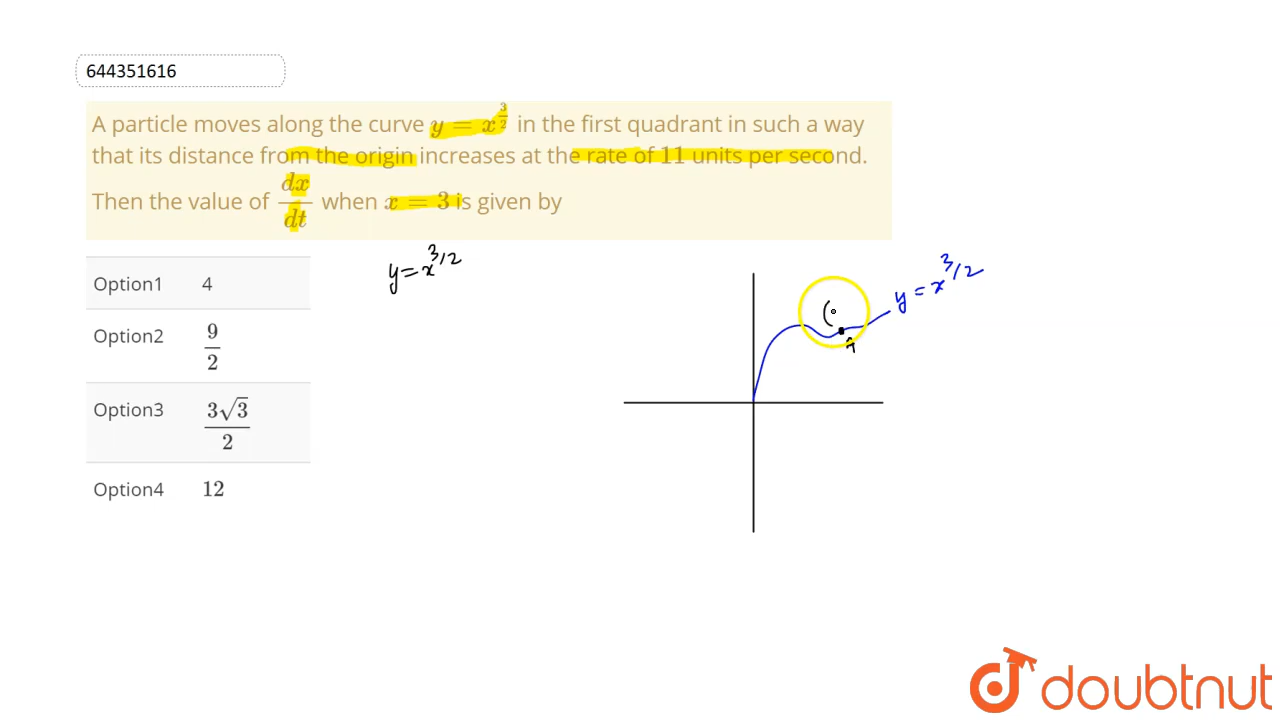 644351616
A particle moves along the curve y = x^{3/2} in the first quadrant in such a way
that its distance from the origin increases at the rate of 11 units per second.
Then the value of dx/dt when x = 3 is given by
y = x^{3/2}
y = x^{3/2}
(
A
Option1 4
Option2 9/2
Option3 3√3/2
Option4 12
doubtnut